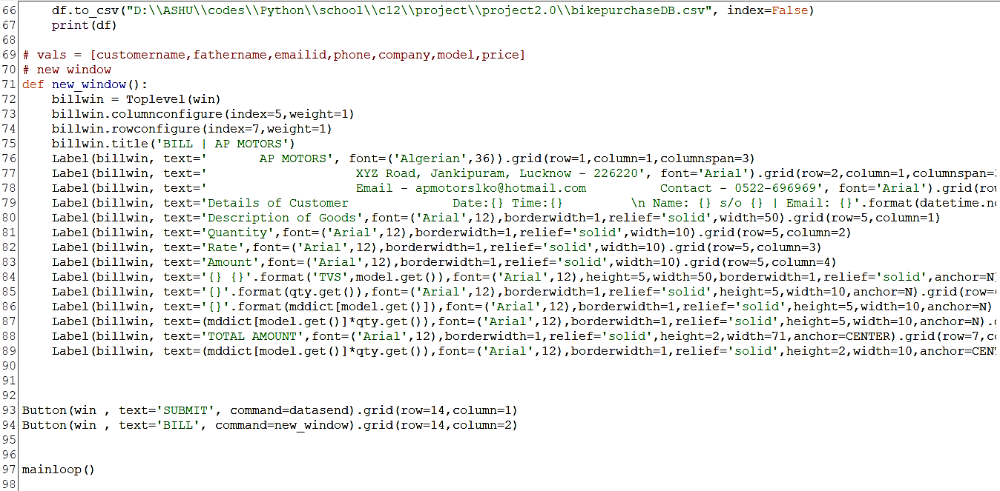 66     df.to_csv("D:\\ASHU\\codes\\Python\\school\\c12\\project\\project2.0\\bikepurchaseDB.csv", index=False)
67     print(df)
68
69 # vals = [customername,fathername,emailid,phone,company,model,price]
70 # new window
71 def new_window():
72     billwin = Toplevel(win)
73     billwin.columnconfigure(index=5,weight=1)
74     billwin.rowconfigure(index=7,weight=1)
75     billwin.title('BILL | AP MOTORS')
76     Label(billwin, text='       AP MOTORS', font=('Algerian',36)).grid(row=1,column=1,columnspan=3)
77     Label(billwin, text='                    XYZ Road, Jankipuram, Lucknow - 226220', font='Arial').grid(row=2,column=1,columnspan=
78     Label(billwin, text='                    Email - apmotorslko@hotmail.com          Contact - 0522-696969', font='Arial').grid(row
79     Label(billwin, text='Details of Customer              Date:{} Time:{}         \n Name: {} s/o {} | Email: {}'.format(datetime.no
80     Label(billwin, text='Description of Goods',font=('Arial',12),borderwidth=1,relief='solid',width=50).grid(row=5,column=1)
81     Label(billwin, text='Quantity',font=('Arial',12),borderwidth=1,relief='solid',width=10).grid(row=5,column=2)
82     Label(billwin, text='Rate',font=('Arial',12),borderwidth=1,relief='solid',width=10).grid(row=5,column=3)
83     Label(billwin, text='Amount',font=('Arial',12),borderwidth=1,relief='solid',width=10).grid(row=5,column=4)
84     Label(billwin, text='{} {}'.format('TVS',model.get()),font=('Arial',12),height=5,width=50,borderwidth=1,relief='solid',anchor=N)
85     Label(billwin, text='{}'.format(qty.get()),font=('Arial',12),borderwidth=1,relief='solid',height=5,width=10,anchor=N).grid(row=
86     Label(billwin, text='{}'.format(mddict[model.get()]),font=('Arial',12),borderwidth=1,relief='solid',height=5,width=10,anchor=N)
87     Label(billwin, text=(mddict[model.get()]*qty.get()),font=('Arial',12),borderwidth=1,relief='solid',height=5,width=10,anchor=N).
88     Label(billwin, text='TOTAL AMOUNT',font=('Arial',12),borderwidth=1,relief='solid',height=2,width=71,anchor=CENTER).grid(row=7,co
89     Label(billwin, text=(mddict[model.get()]*qty.get()),font=('Arial',12),borderwidth=1,relief='solid',height=2,width=10,anchor=CEN
90
91
92
93 Button(win , text='SUBMIT', command=datasend).grid(row=14,column=1)
94 Button(win , text='BILL', command=new_window).grid(row=14,column=2)
95
96
97 mainloop()
98